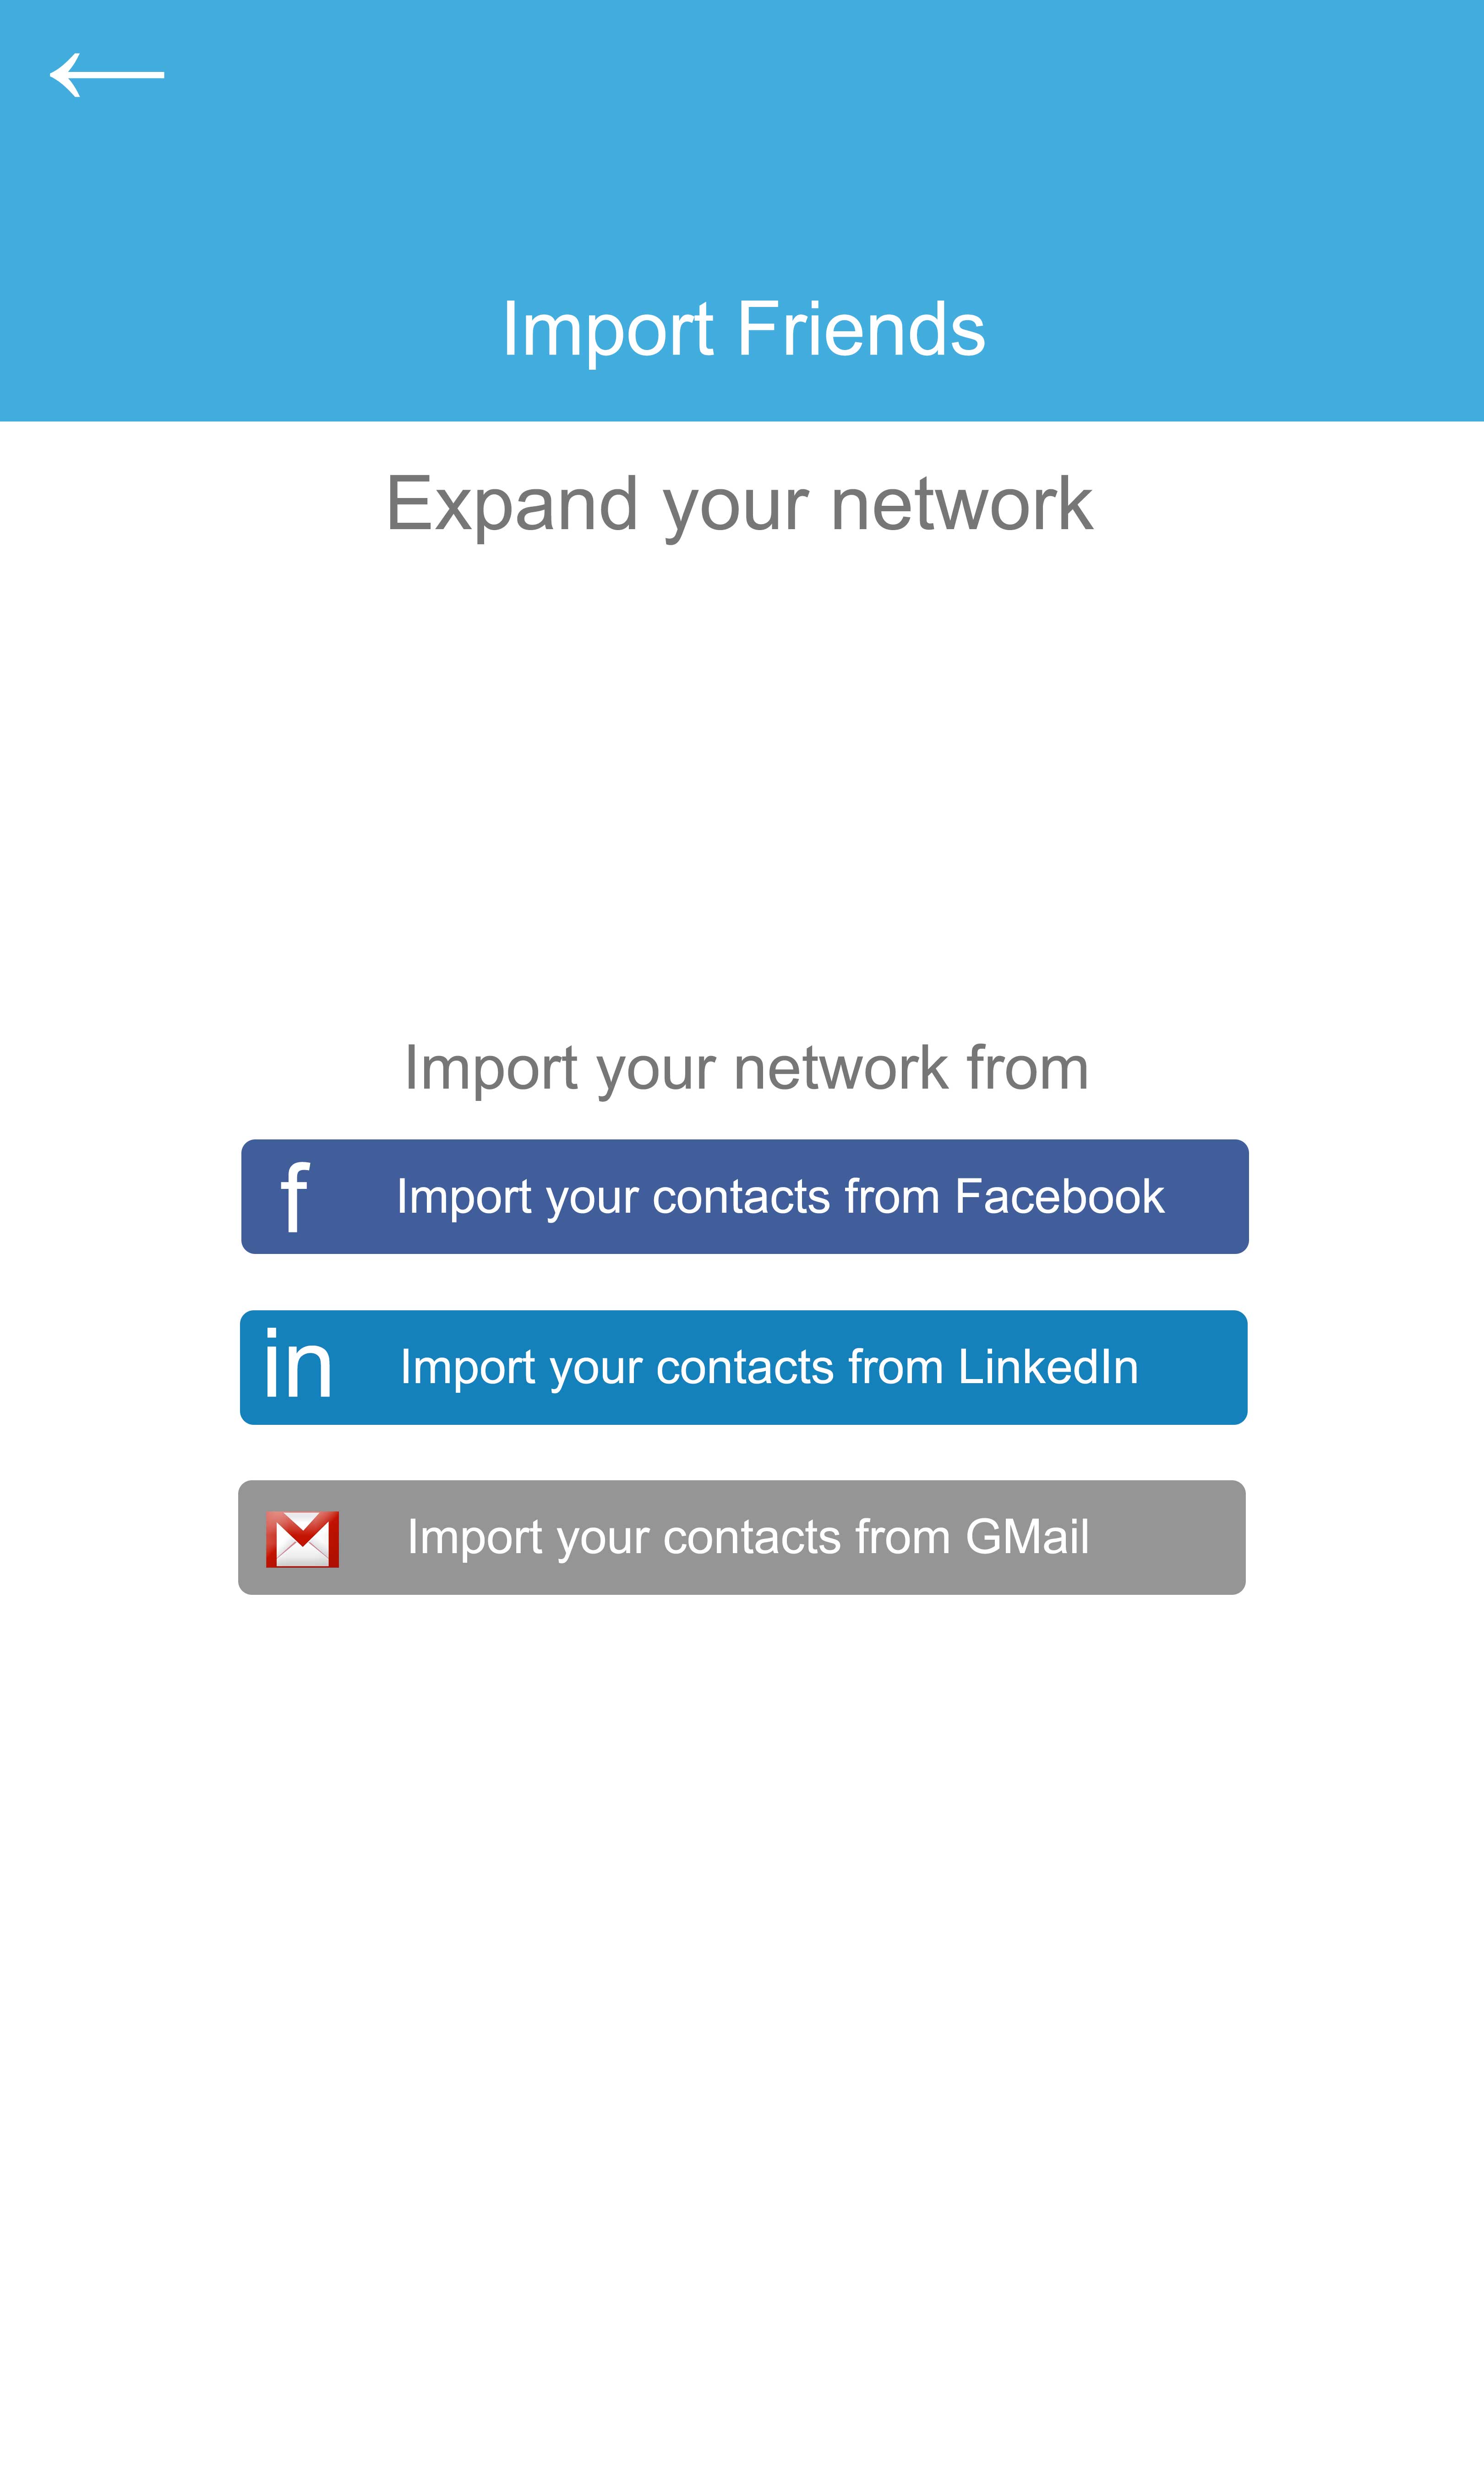 Import Friends
Expand your network
Import your network from
f Import your contacts from Facebook
in Import your contacts from LinkedIn
Import your contacts from GMail